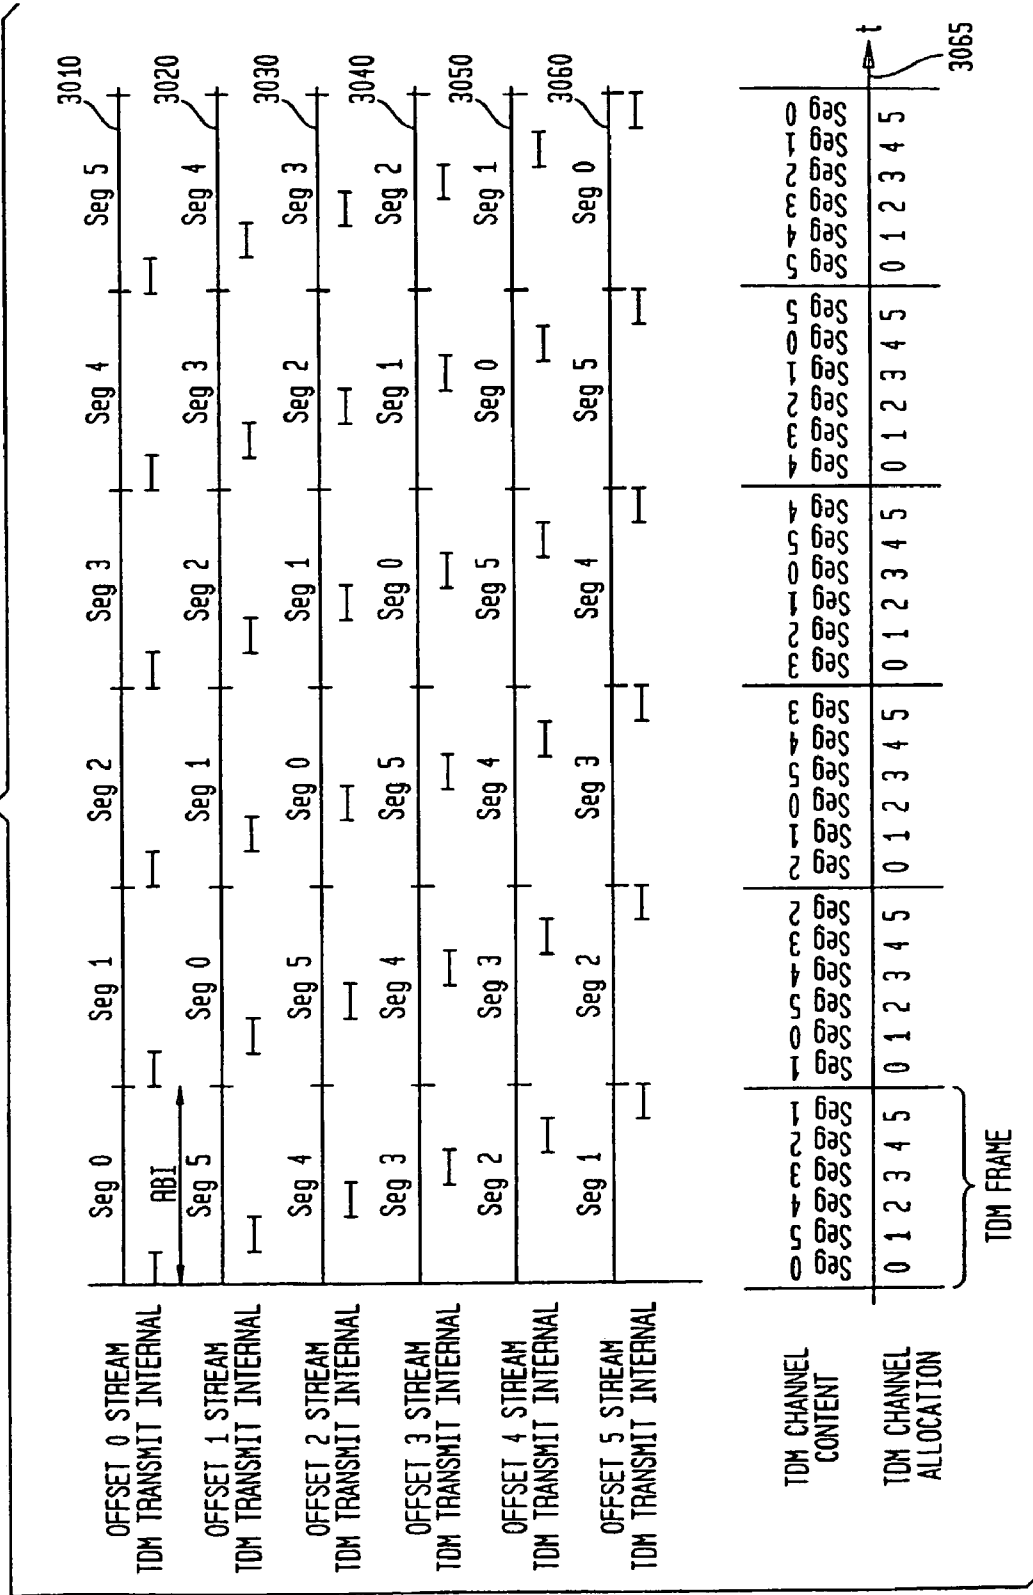 OFFSET 0 STREAM
TDM TRANSMIT INTERNAL
Seg 0 Seg 1 Seg 2 Seg 3 Seg 4 Seg 5
3010
ABI
OFFSET 1 STREAM
TDM TRANSMIT INTERNAL
Seg 5 Seg 0 Seg 1 Seg 2 Seg 3 Seg 4
3020
OFFSET 2 STREAM
TDM TRANSMIT INTERNAL
Seg 4 Seg 5 Seg 0 Seg 1 Seg 2 Seg 3
3030
OFFSET 3 STREAM
TDM TRANSMIT INTERNAL
Seg 3 Seg 4 Seg 5 Seg 0 Seg 1 Seg 2
3040
OFFSET 4 STREAM
TDM TRANSMIT INTERNAL
Seg 2 Seg 3 Seg 4 Seg 5 Seg 0 Seg 1
3050
OFFSET 5 STREAM
TDM TRANSMIT INTERNAL
Seg 1 Seg 2 Seg 3 Seg 4 Seg 5 Seg 0
3060
TDM CHANNEL
CONTENT
Seg 0
Seg 5
Seg 4
Seg 3
Seg 2
Seg 1
Seg 1
Seg 0
Seg 5
Seg 4
Seg 3
Seg 2
Seg 2
Seg 1
Seg 0
Seg 5
Seg 4
Seg 3
Seg 3
Seg 2
Seg 1
Seg 0
Seg 5
Seg 4
Seg 4
Seg 3
Seg 2
Seg 1
Seg 0
Seg 5
Seg 5
Seg 4
Seg 3
Seg 2
Seg 1
Seg 0
t
3065
TDM CHANNEL
ALLOCATION
0 1 2 3 4 5 0 1 2 3 4 5 0 1 2 3 4 5 0 1 2 3 4 5 0 1 2 3 4 5 0 1 2 3 4 5
TDM FRAME